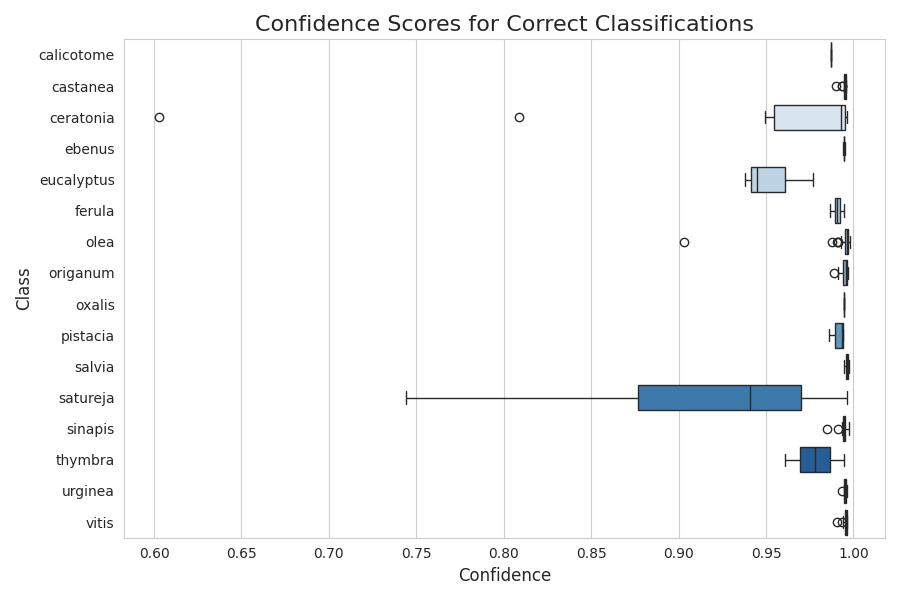 Confidence Scores for Correct Classifications
calicotome
castanea
ceratonia
ebenus
eucalyptus
ferula
olea
origanum
oxalis
pistacia
salvia
satureja
sinapis
thymbra
urginea
vitis
Class
0.60 0.65 0.70 0.75 0.80 0.85 0.90 0.95 1.00
Confidence